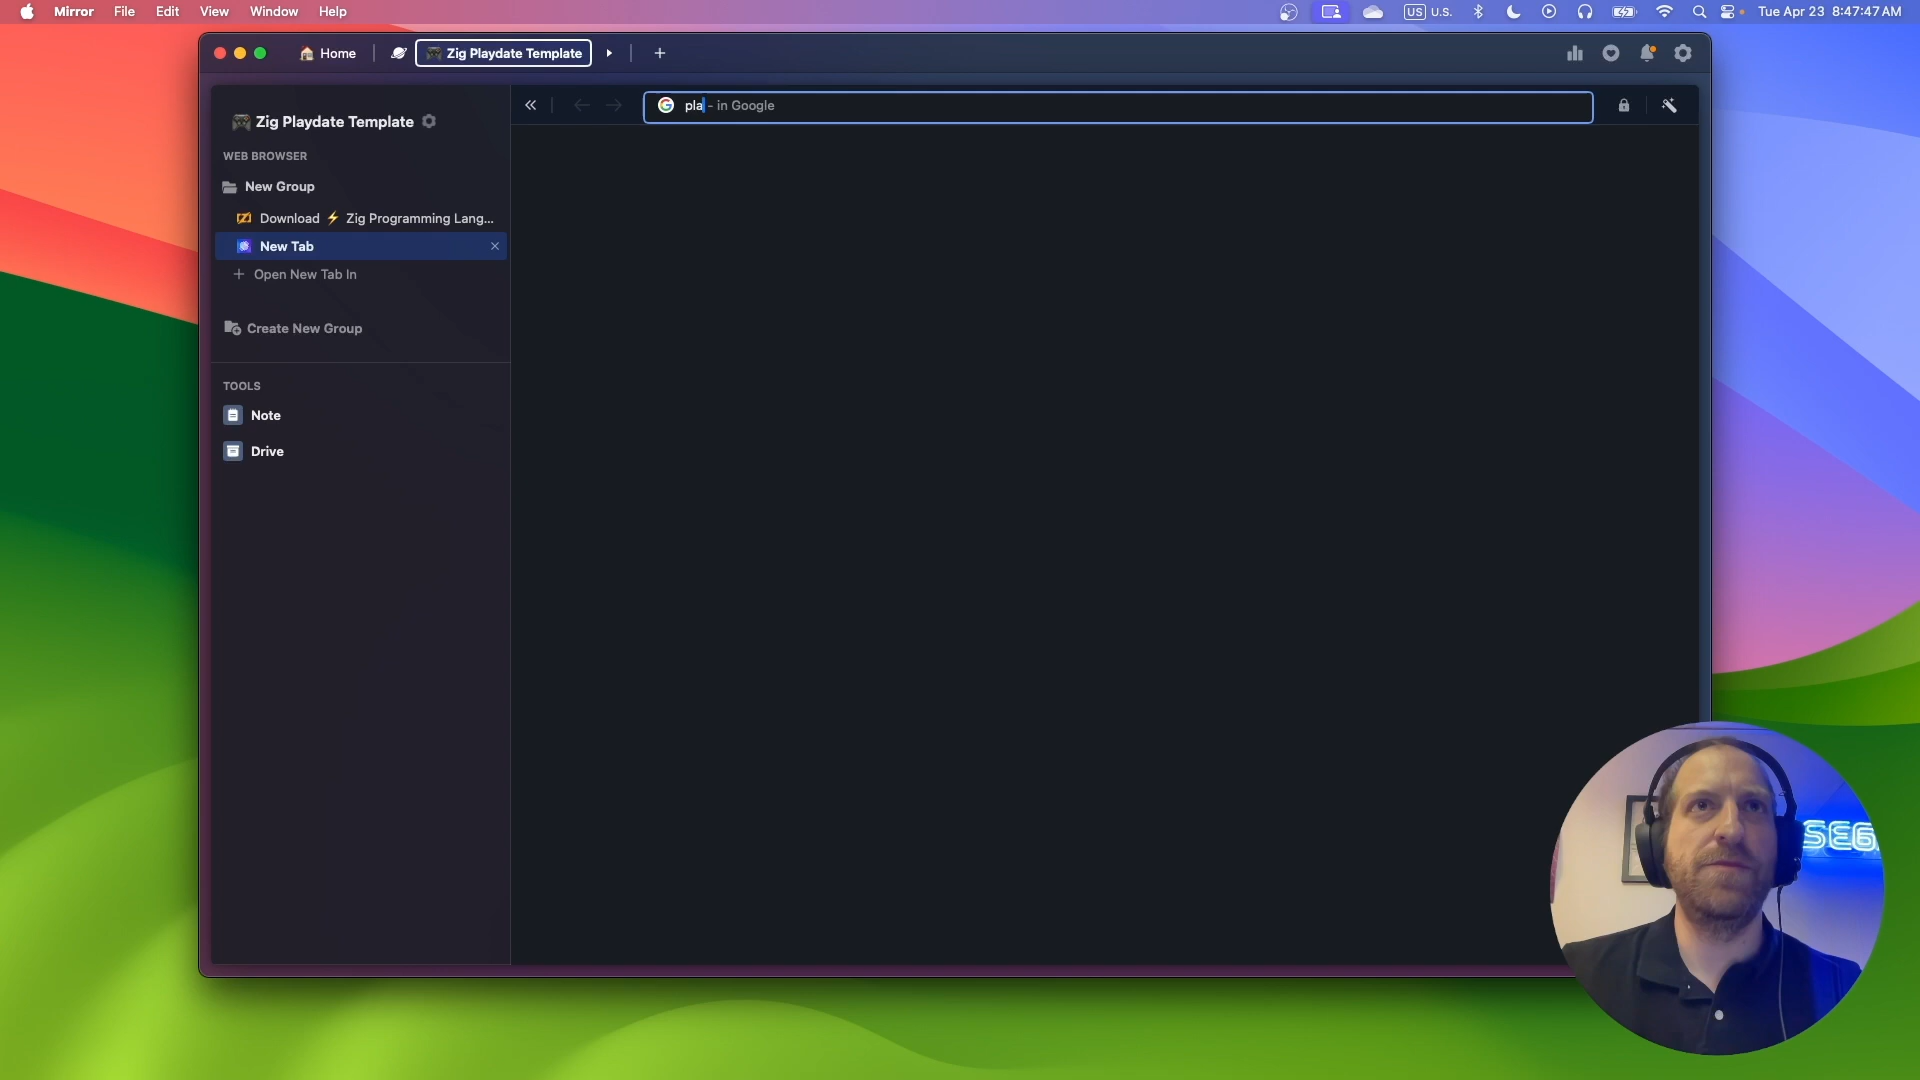 Mirror File Edit View Window Help US U.S. Tue Apr 23 8:47:47 AM
Home Zig Playdate Template
Zig Playdate Template
pla - in Google
WEB BROWSER
New Group
Download ⚡ Zig Programming Lang...
New Tab
Open New Tab In
Create New Group
TOOLS
Note
Drive
SEGA